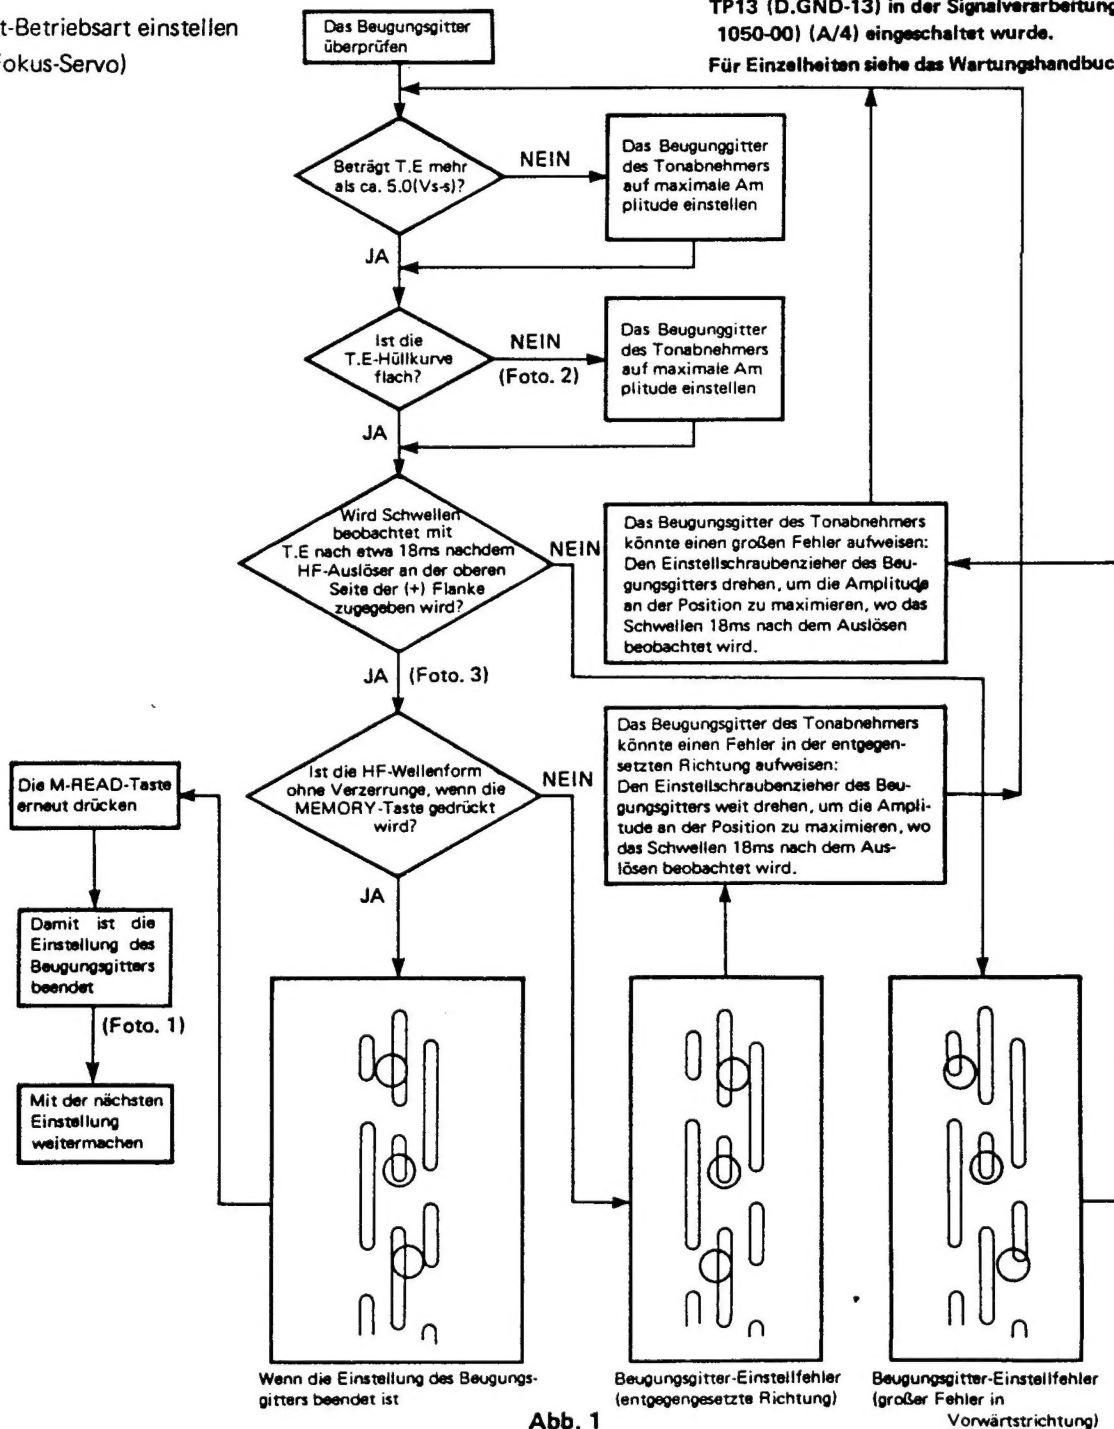 t-Betriebsart einstellen
Fokus-Servo)
TP13 (D.GND-13) in der Signalverarbeitung
1050-00) (A/4) eingeschaltet wurde.
Für Einzelheiten siehe das Wartungshandbuc
Das Beugungsgitter
überprüfen
Beträgt T.E mehr
als ca. 5.0(Vs-s)?
NEIN
Das Beugunggitter
des Tonabnehmers
auf maximale Am
plitude einstellen
JA
Ist die
T.E-Hüllkurve
flach?
NEIN
(Foto. 2)
Das Beugunggitter
des Tonabnehmers
auf maximale Am
plitude einstellen
JA
Wird Schwellen
beobachtet mit
T.E nach etwa 18ms nachdem
HF-Auslöser an der oberen
Seite der (+) Flanke
zugegeben wird?
NEIN
Das Beugungsgitter des Tonabnehmers
könnte einen großen Fehler aufweisen:
Den Einstellschraubenzieher des Beu-
gungsgitters drehen, um die Amplitude
an der Position zu maximieren, wo das
Schwellen 18ms nach dem Auslösen
beobachtet wird.
JA (Foto. 3)
Ist die HF-Wellenform
ohne Verzerrunge, wenn die
MEMORY-Taste gedrückt
wird?
NEIN
Das Beugungsgitter des Tonabnehmers
könnte einen Fehler in der entgegen-
setzten Richtung aufweisen:
Den Einstellschraubenzieher des Beu-
gungsgitters weit drehen, um die Ampli-
tude an der Position zu maximieren, wo
das Schwellen 18ms nach dem Aus-
lösen beobachtet wird.
JA
Die M-READ-Taste
erneut drücken
Damit ist die
Einstellung des
Beugungsgitters
beendet
(Foto. 1)
Mit der nächsten
Einstellung
weitermachen
Wenn die Einstellung des Beugungs-
gitters beendet ist
Beugungsgitter-Einstellfehler
(entgegengesetzte Richtung)
Beugungsgitter-Einstellfehler
(großer Fehler in
Vorwärtstrichtung)
Abb. 1